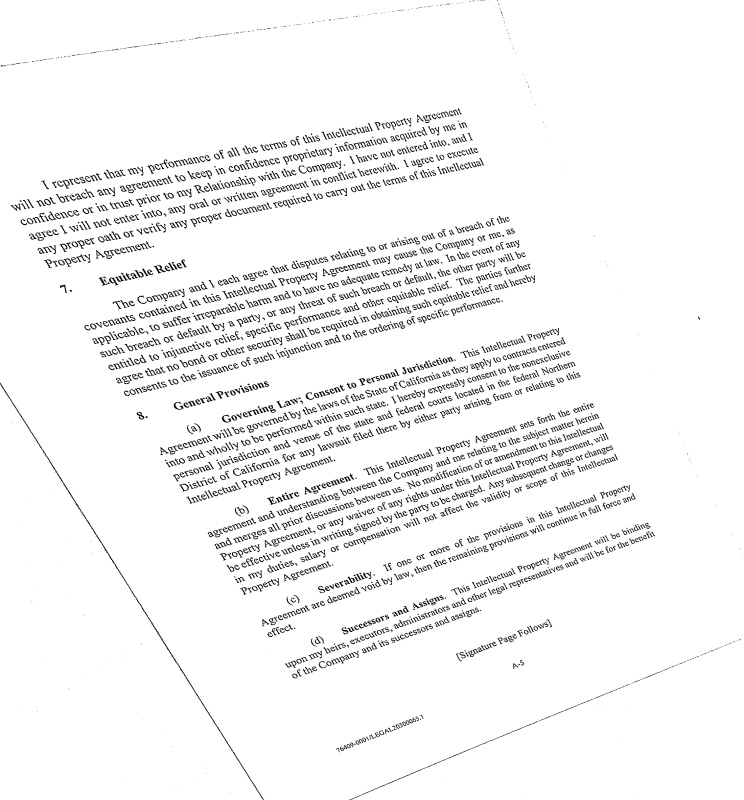 I represent that my performance of all the terms of this Intellectual Property Agreement
will not breach any agreement to keep in confidence proprietary information acquired by me in
confidence or in trust prior to my Relationship with the Company. I have not entered into, and I
agree I will not enter into, any oral or written agreement in conflict herewith. I agree to execute
any proper oath or verify any proper document required to carry out the terms of this Intellectual
Property Agreement.
7. Equitable Relief
The Company and I each agree that disputes relating to or arising out of a breach of the
covenants contained in this Intellectual Property Agreement may cause the Company or me, as
applicable, to suffer irreparable harm and to have no adequate remedy at law. In the event of any
such breach or default by a party, or any threat of such breach or default, the other party will be
entitled to injunctive relief, specific performance and other equitable relief. The parties further
agree that no bond or other security shall be required in obtaining such equitable relief and hereby
consents to the issuance of such injunction and to the ordering of specific performance.
8. General Provisions
(a) Governing Law; Consent to Personal Jurisdiction. This Intellectual Property
Agreement will be governed by the laws of the State of California as they apply to contracts entered
into and wholly to be performed within such state. I hereby expressly consent to the nonexclusive
personal jurisdiction and venue of the state and federal courts located in the federal Northern
District of California for any lawsuit filed there by either party arising from or relating to this
Intellectual Property Agreement.
(b) Entire Agreement. This Intellectual Property Agreement sets forth the entire
agreement and understanding between the Company and me relating to the subject matter herein
and merges all prior discussions between us. No modification of or amendment to this Intellectual
Property Agreement, or any waiver of any rights under this Intellectual Property Agreement, will
be effective unless in writing signed by the party to be charged. Any subsequent change or changes
in my duties, salary or compensation will not affect the validity or scope of this Intellectual
Property Agreement.
(c) Severability. If one or more of the provisions in this Intellectual Property
Agreement are deemed void by law, then the remaining provisions will continue in full force and
effect.
(d) Successors and Assigns. This Intellectual Property Agreement will be binding
upon my heirs, executors, administrators and other legal representatives and will be for the benefit
of the Company and its successors and assigns.
[Signature Page Follows]
A-5
76409-0001/LEGAL20300065.1